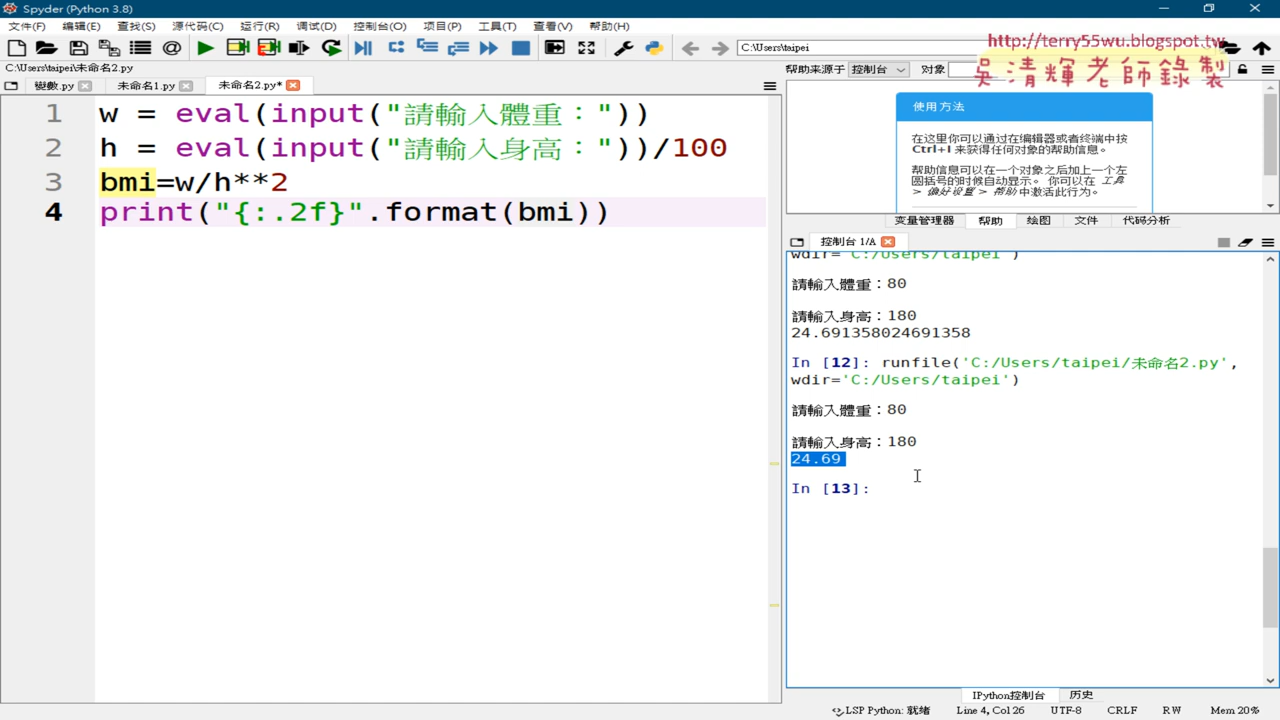 Spyder (Python 3.8)
文件(F) 编辑(E) 查找(S) 源代码(C) 运行(R) 调试(D) 控制台(O) 项目(P) 工具(T) 查看(V) 帮助(H)
C:\Users\taipei
http://terry55wu.blogspot.tw
吳清輝老師錄製
C:\Users\taipei\未命名2.py
帮助来源于 控制台 对象
變數.py 未命名1.py 未命名2.py*
1 w = eval(input("請輸入體重："))
2 h = eval(input("請輸入身高："))/100
3 bmi=w/h**2
4 print("{:.2f}".format(bmi))
使用方法
在这里你可以通过在编辑器或者终端中按
Ctrl+I 来获得任何对象的帮助信息。
帮助信息可以在一个对象之后加上一个左
圆括号的时候自动显示。 你可以在 工具
> 偏好设置 > 帮助 中激活此行为。
变量管理器 帮助 绘图 文件 代码分析
控制台 1/A
wdir='C:/Users/taipei')
請輸入體重：80
請輸入身高：180
24.691358024691358
In [12]: runfile('C:/Users/taipei/未命名2.py',
wdir='C:/Users/taipei')
請輸入體重：80
請輸入身高：180
24.69
In [13]:
IPython控制台 历史
LSP Python: 就绪 Line 4, Col 26 UTF-8 CRLF RW Mem 20%